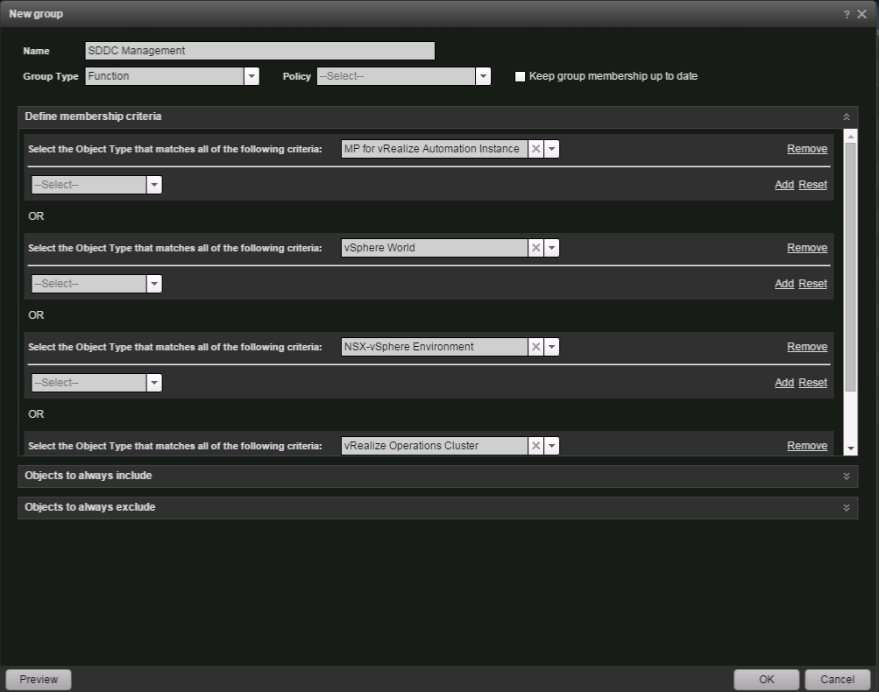 New group ?
Name SDDC Management
Group Type Function Policy --Select-- Keep group membership up to date
Define membership criteria
Select the Object Type that matches all of the following criteria: MP for vRealize Automation Instance Remove
--Select-- Add Reset
OR
Select the Object Type that matches all of the following criteria: vSphere World Remove
--Select-- Add Reset
OR
Select the Object Type that matches all of the following criteria: NSX-vSphere Environment Remove
--Select-- Add Reset
OR
Select the Object Type that matches all of the following criteria: vRealize Operations Cluster Remove
Objects to always include
Objects to always exclude
Preview OK Cancel